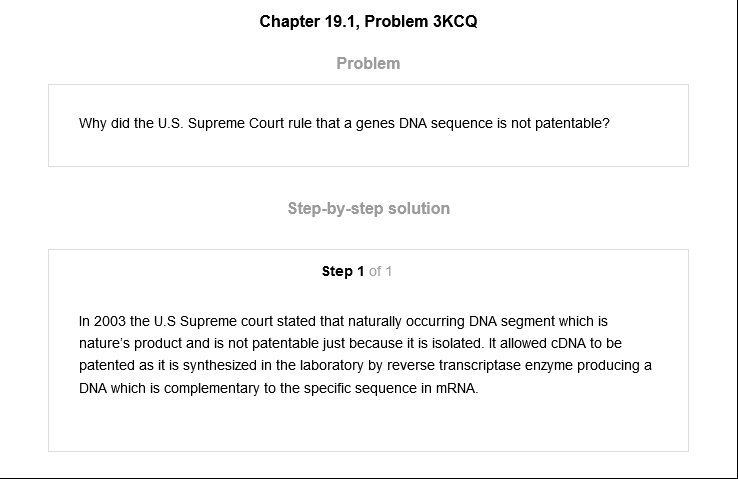 Chapter 19.1, Problem 3KCQ
Problem
Why did the U.S. Supreme Court rule that a genes DNA sequence is not patentable?
Step-by-step solution
Step 1 of 1
In 2003 the U.S Supreme court stated that naturally occurring DNA segment which is
nature's product and is not patentable just because it is isolated. It allowed cDNA to be
patented as it is synthesized in the laboratory by reverse transcriptase enzyme producing a
DNA which is complementary to the specific sequence in mRNA.